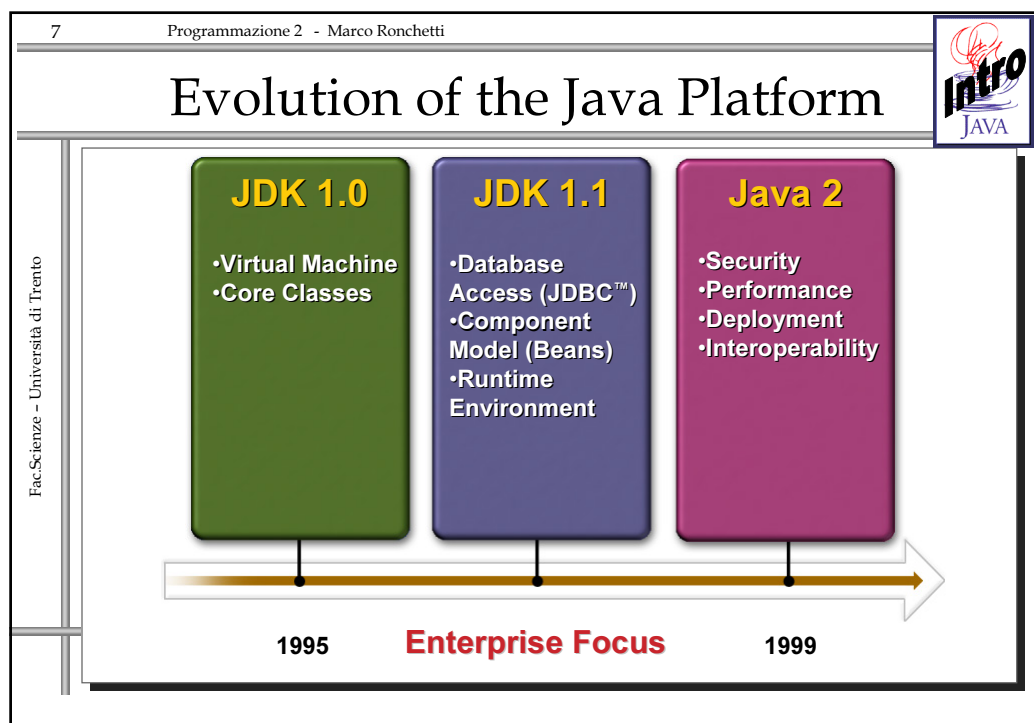 7 Programmazione 2 - Marco Ronchetti
Intro
JAVA
Evolution of the Java Platform
Fac.Scienze – Università di Trento
JDK 1.0
•Virtual Machine
•Core Classes
JDK 1.1
•Database
Access (JDBC™)
•Component
Model (Beans)
•Runtime
Environment
Java 2
•Security
•Performance
•Deployment
•Interoperability
1995 Enterprise Focus 1999